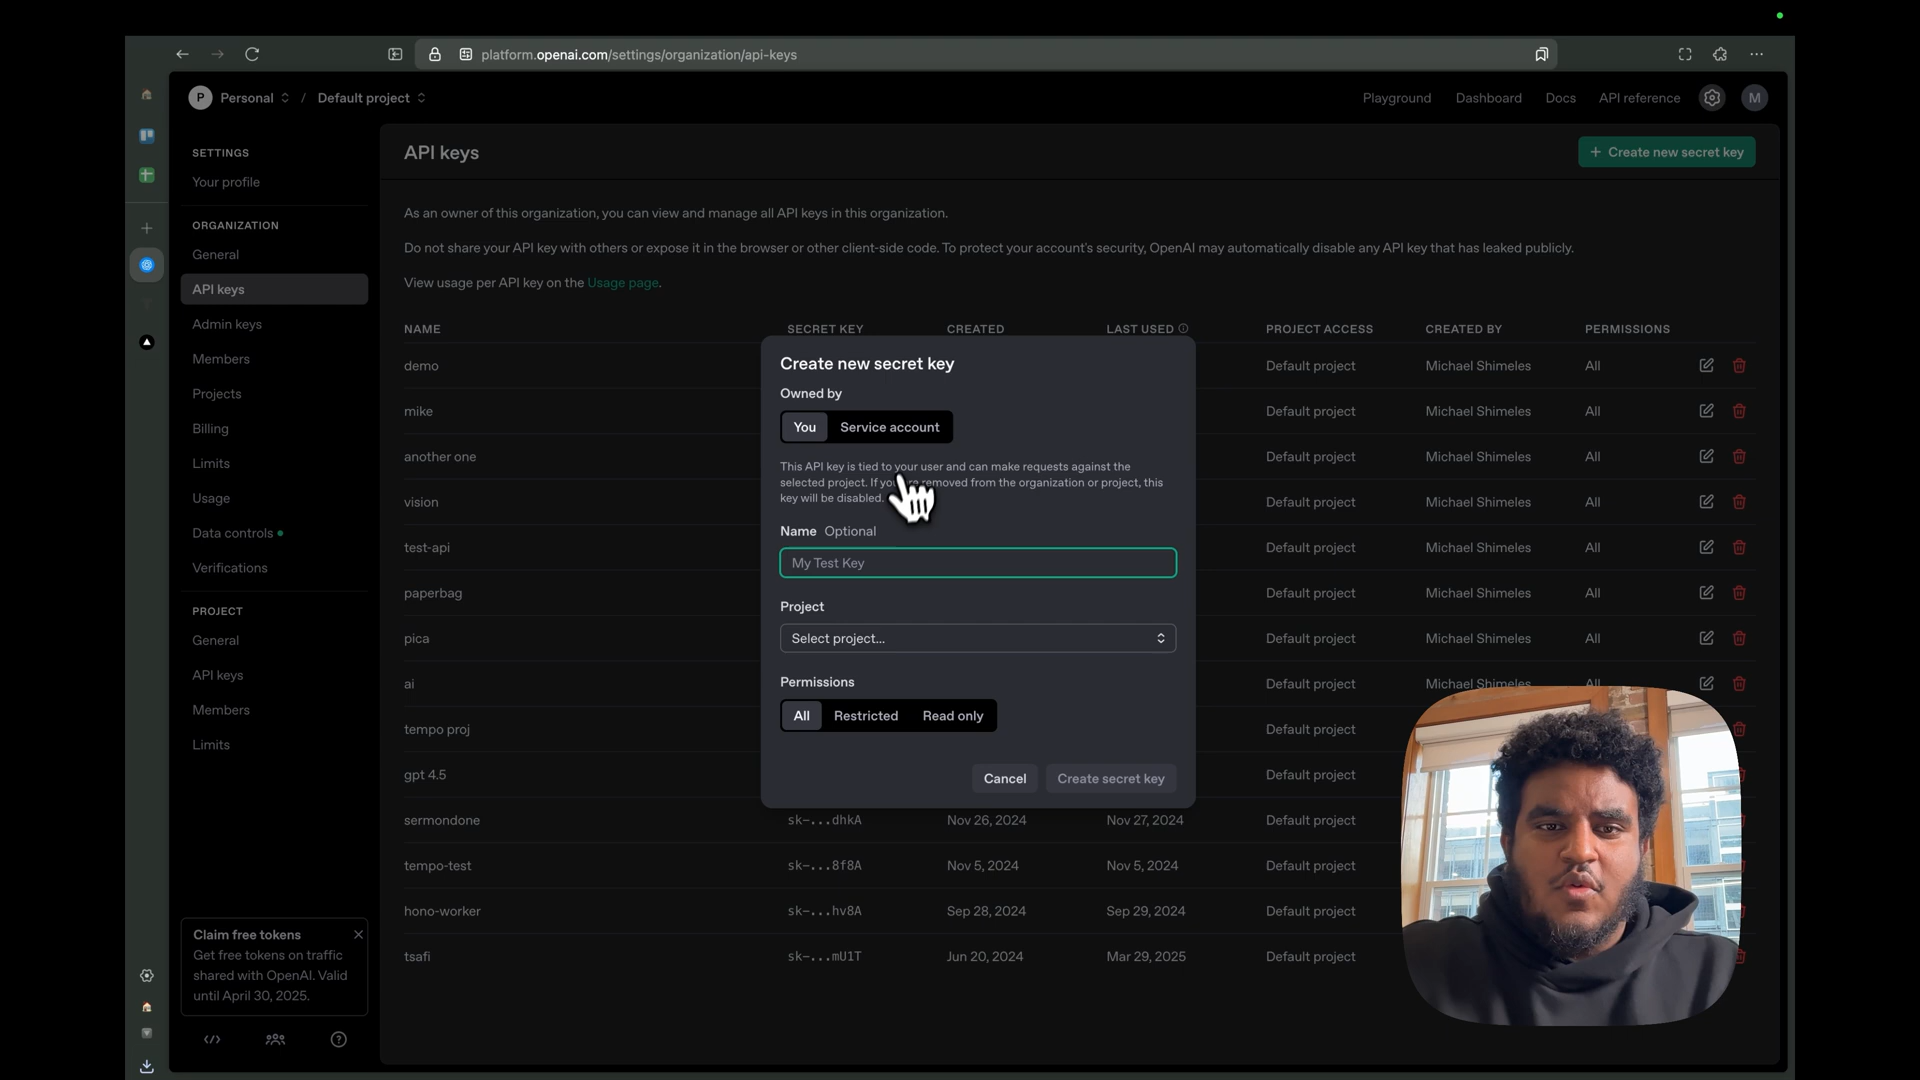 platform.openai.com/settings/organization/api-keys
P Personal / Default project
Playground Dashboard Docs API reference M
SETTINGS
Your profile
ORGANIZATION
General
API keys
Admin keys
Members
Projects
Billing
Limits
Usage
Data controls
Verifications
PROJECT
General
API keys
Members
Limits
Claim free tokens
Get free tokens on traffic
shared with OpenAI. Valid
until April 30, 2025.
API keys
+ Create new secret key
As an owner of this organization, you can view and manage all API keys in this organization.
Do not share your API key with others or expose it in the browser or other client-side code. To protect your account's security, OpenAI may automatically disable any API key that has leaked publicly.
View usage per API key on the Usage page.
NAME SECRET KEY CREATED LAST USED PROJECT ACCESS CREATED BY PERMISSIONS
demo Default project Michael Shimeles All
mike Default project Michael Shimeles All
another one Default project Michael Shimeles All
vision Default project Michael Shimeles All
test-api Default project Michael Shimeles All
paperbag Default project Michael Shimeles All
pica Default project Michael Shimeles All
ai Default project Michael Shimeles All
tempo proj Default project
gpt 4.5 Default project
sermondone sk-...dhkA Nov 26, 2024 Nov 27, 2024 Default project
tempo-test sk-...8f8A Nov 5, 2024 Nov 5, 2024 Default project
hono-worker sk-...hv8A Sep 28, 2024 Sep 29, 2024 Default project
tsafi sk-...mU1T Jun 20, 2024 Mar 29, 2025 Default project
Create new secret key
Owned by
You Service account
This API key is tied to your user and can make requests against the
selected project. If you are removed from the organization or project, this
key will be disabled.
Name Optional
My Test Key
Project
Select project...
Permissions
All Restricted Read only
Cancel Create secret key